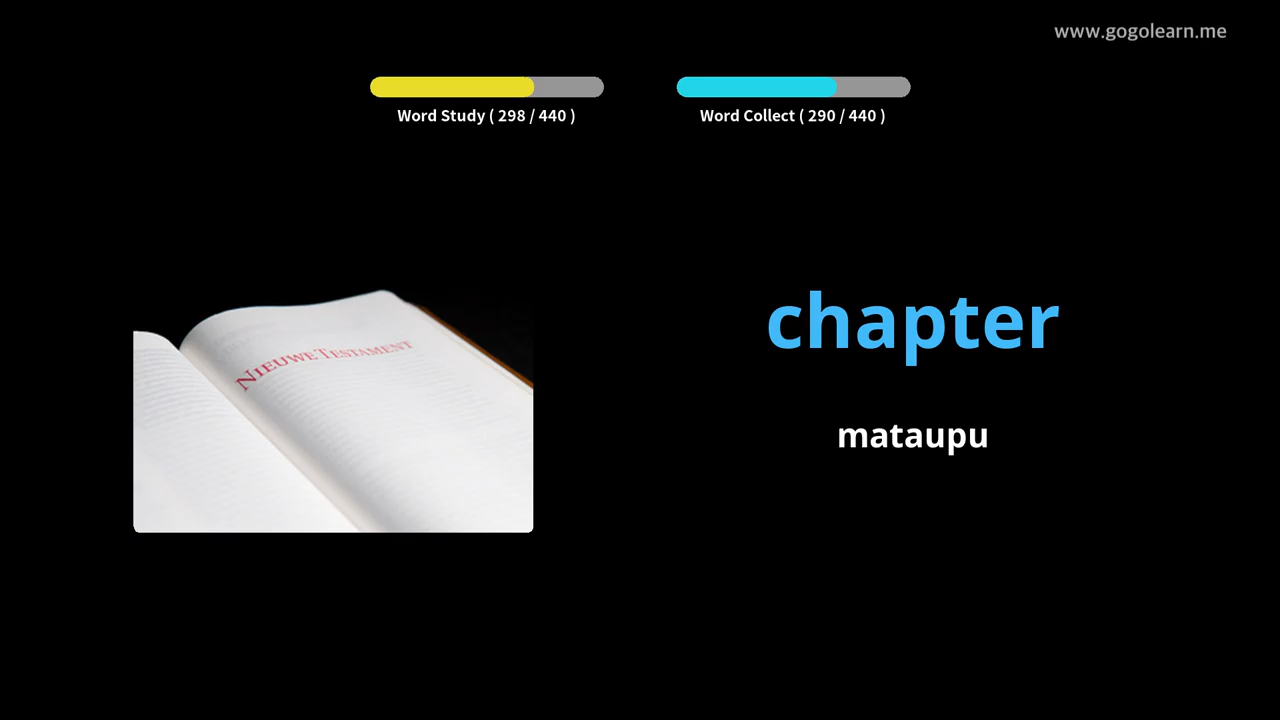 www.gogolearn.me
Word Study ( 298 / 440 )
Word Collect ( 290 / 440 )
NIEUWE TESTAMENT
chapter
mataupu